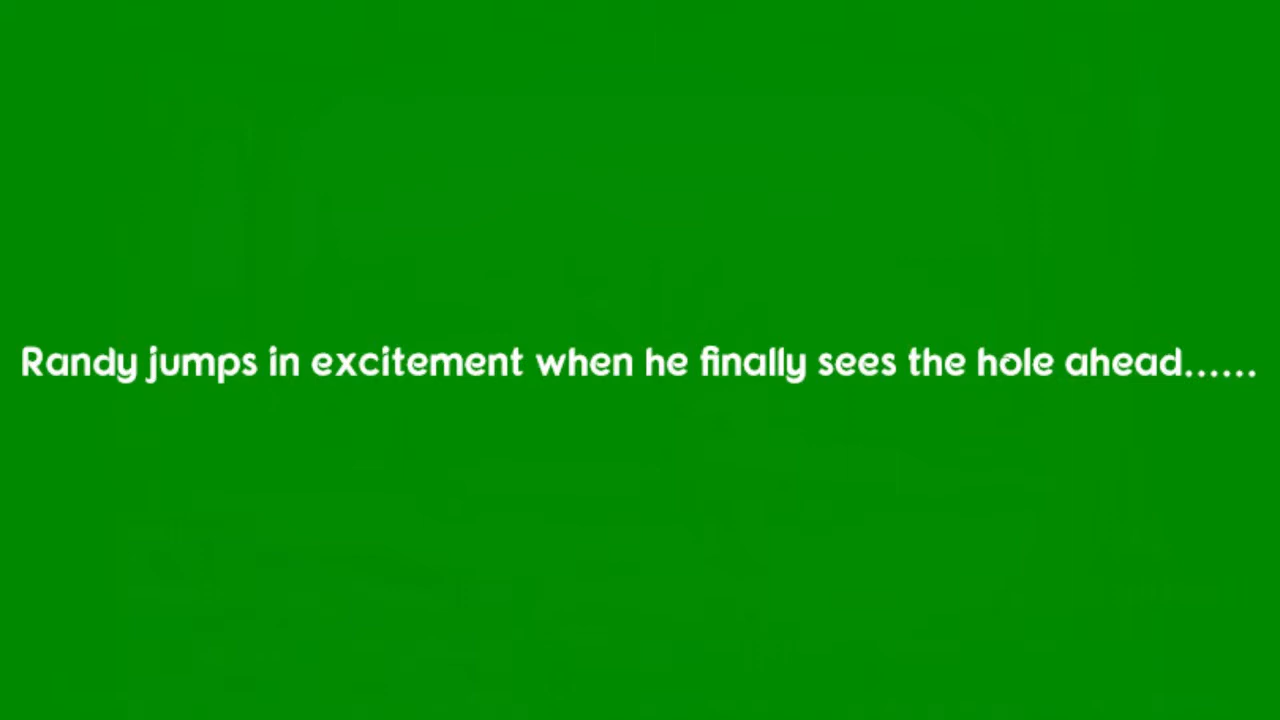 Randy jumps in excitement when he finally sees the hole ahead......